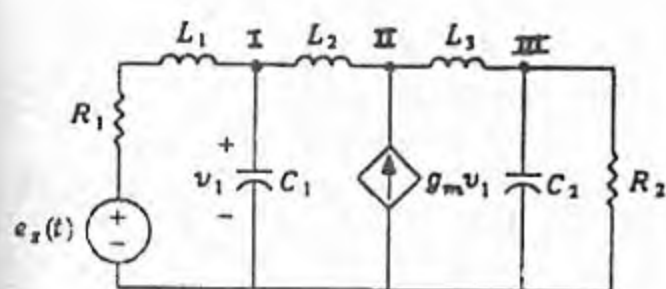 L₁ I L₂ II L₃ III
R₁
+
v₁ C₁ gₘv₁ C₂ R₂
−
eₛ(t) + −